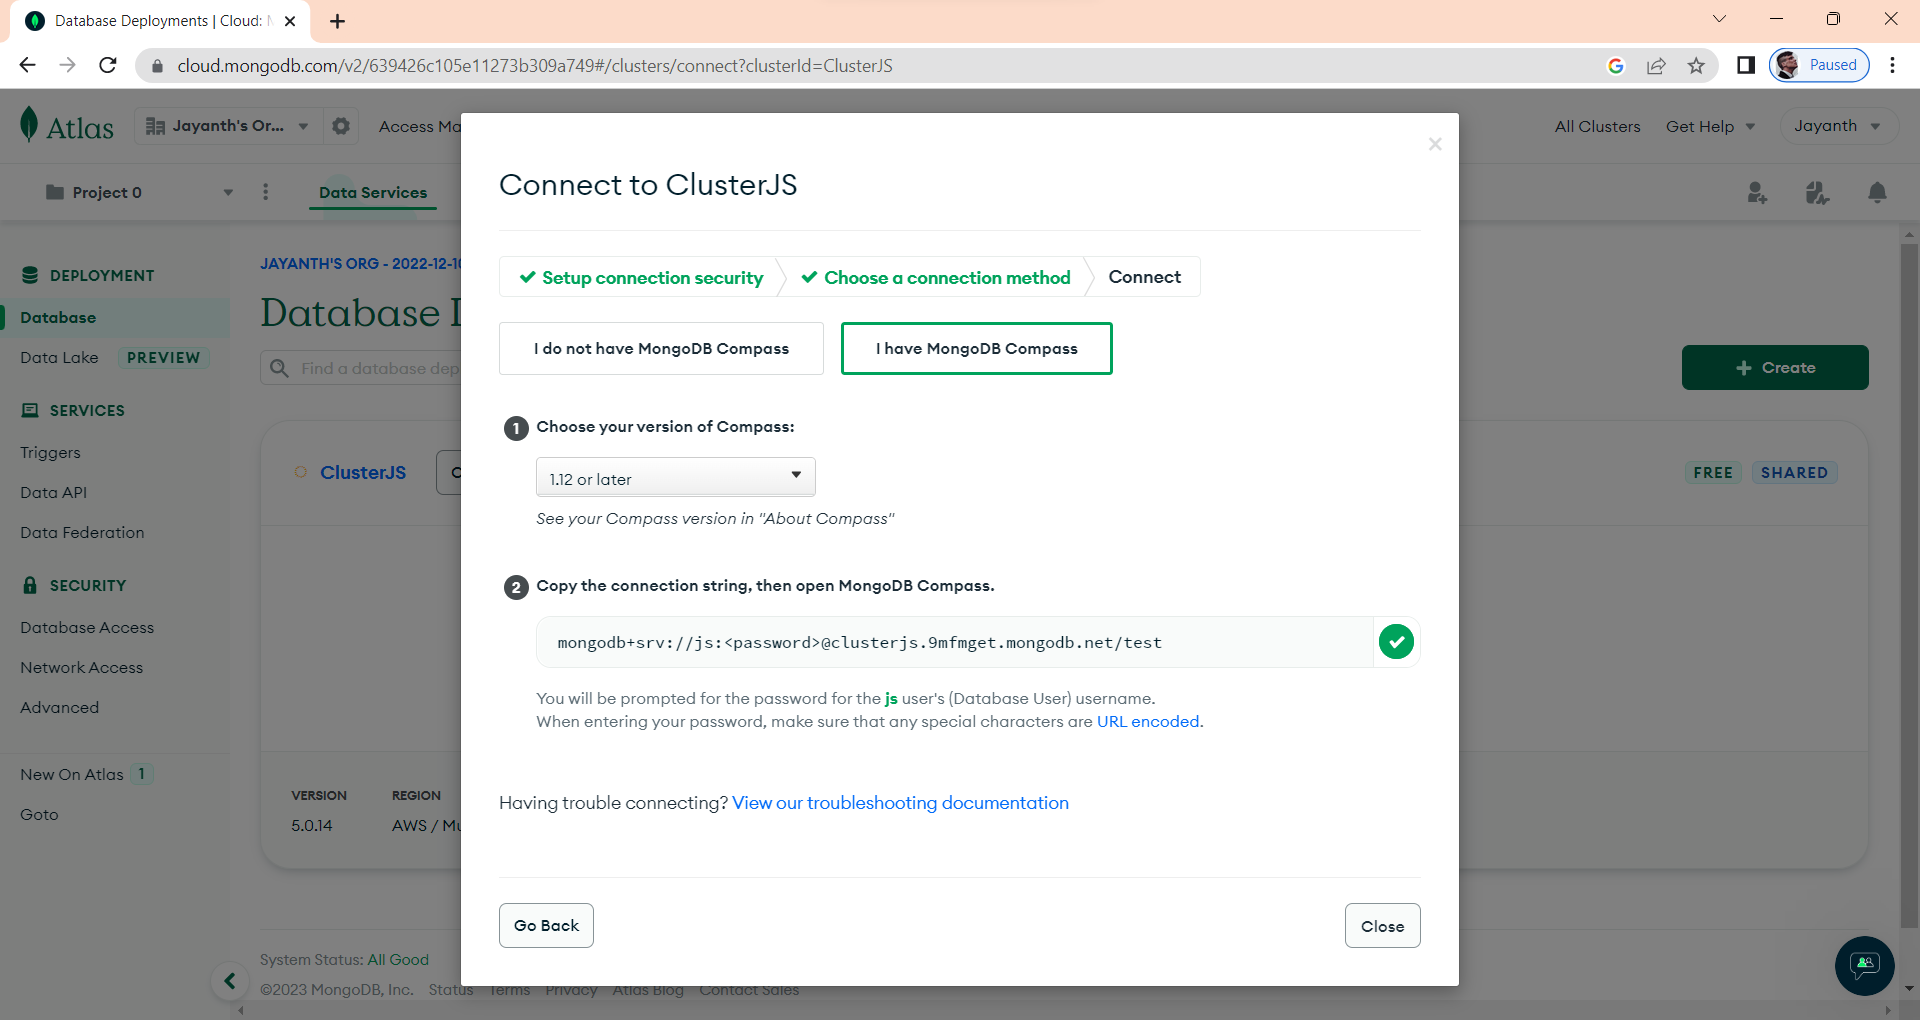 Database Deployments | Cloud:
cloud.mongodb.com/v2/639426c105e11273b309a749#/clusters/connect?clusterId=ClusterJS
Paused
Atlas
Jayanth's Or...
Access Ma
All Clusters
Get Help
Jayanth
Project 0
Data Services
DEPLOYMENT
Database
Data Lake
PREVIEW
SERVICES
Triggers
Data API
Data Federation
SECURITY
Database Access
Network Access
Advanced
New On Atlas 1
Goto
JAYANTH'S ORG - 2022-12-10
Database D
Find a database dep
+ Create
ClusterJS
C
FREE
SHARED
VERSION
REGION
5.0.14
AWS / Mu
System Status: All Good
©2023 MongoDB, Inc. Status Terms Privacy Atlas Blog Contact Sales
Connect to ClusterJS
Setup connection security
Choose a connection method
Connect
I do not have MongoDB Compass
I have MongoDB Compass
1 Choose your version of Compass:
1.12 or later
See your Compass version in "About Compass"
2 Copy the connection string, then open MongoDB Compass.
mongodb+srv://js:<password>@clusterjs.9mfmget.mongodb.net/test
You will be prompted for the password for the js user's (Database User) username.
When entering your password, make sure that any special characters are URL encoded.
Having trouble connecting? View our troubleshooting documentation
Go Back
Close